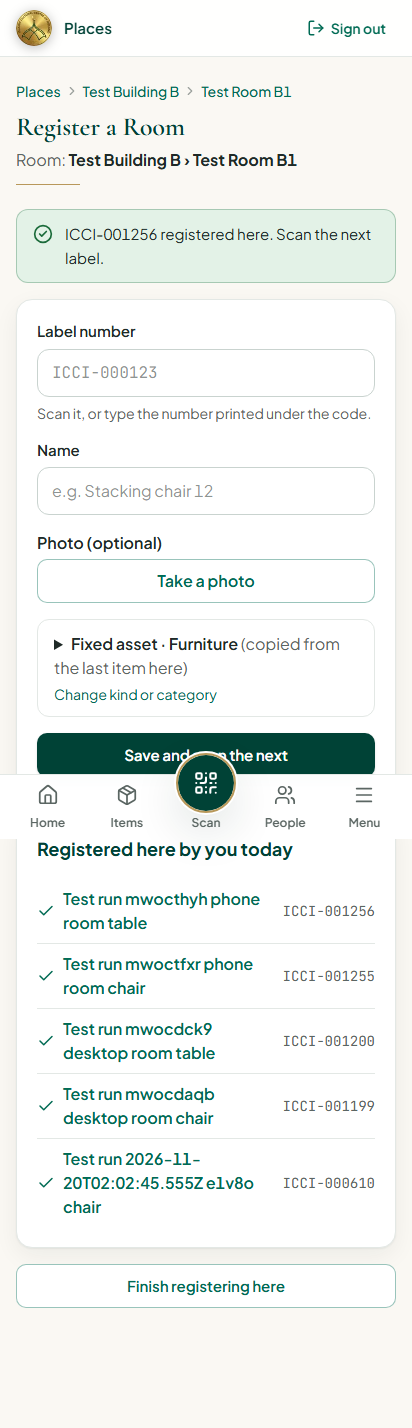 Places
Sign out
Places › Test Building B › Test Room B1
Register a Room
Room: Test Building B › Test Room B1
ICCI-001256 registered here. Scan the next
label.
Label number
ICCI-000123
Scan it, or type the number printed under the code.
Name
e.g. Stacking chair 12
Photo (optional)
Take a photo
Fixed asset · Furniture (copied from
the last item here)
Change kind or category
Save and the next
Home
Items
Scan
People
Menu
Registered here by you today
Test run mwocthyh phone
room table
ICCI-001256
Test run mwoctfxr phone
room chair
ICCI-001255
Test run mwocdck9
desktop room table
ICCI-001200
Test run mwocdaqb
desktop room chair
ICCI-001199
Test run 2026-11-
20T02:02:45.555Z e1v8o
chair
ICCI-000610
Finish registering here